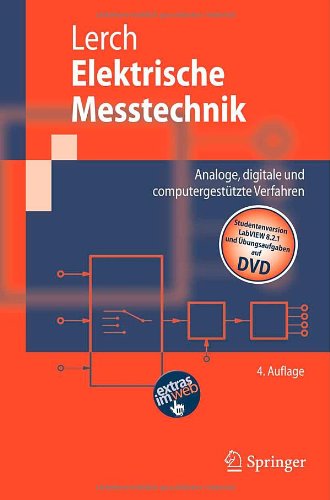 Lerch
Elektrische
Messtechnik
Analoge, digitale und
computergestützte Verfahren
Studentenversion
LabVIEW 8.2.1
und Übungsaufgaben
auf
DVD
4. Auflage
extras
im web
Springer